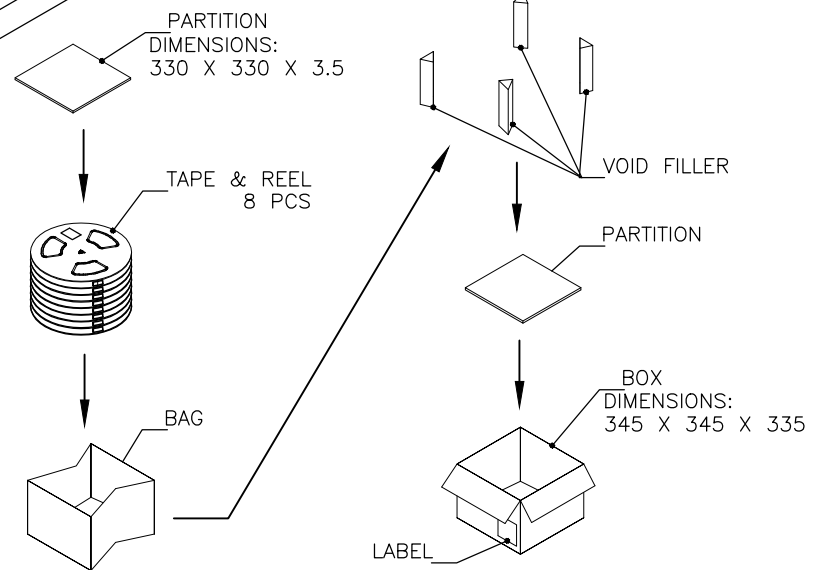 PARTITION
DIMENSIONS:
330 X 330 X 3.5
TAPE & REEL
8 PCS
BAG
VOID FILLER
PARTITION
BOX
DIMENSIONS:
345 X 345 X 335
LABEL